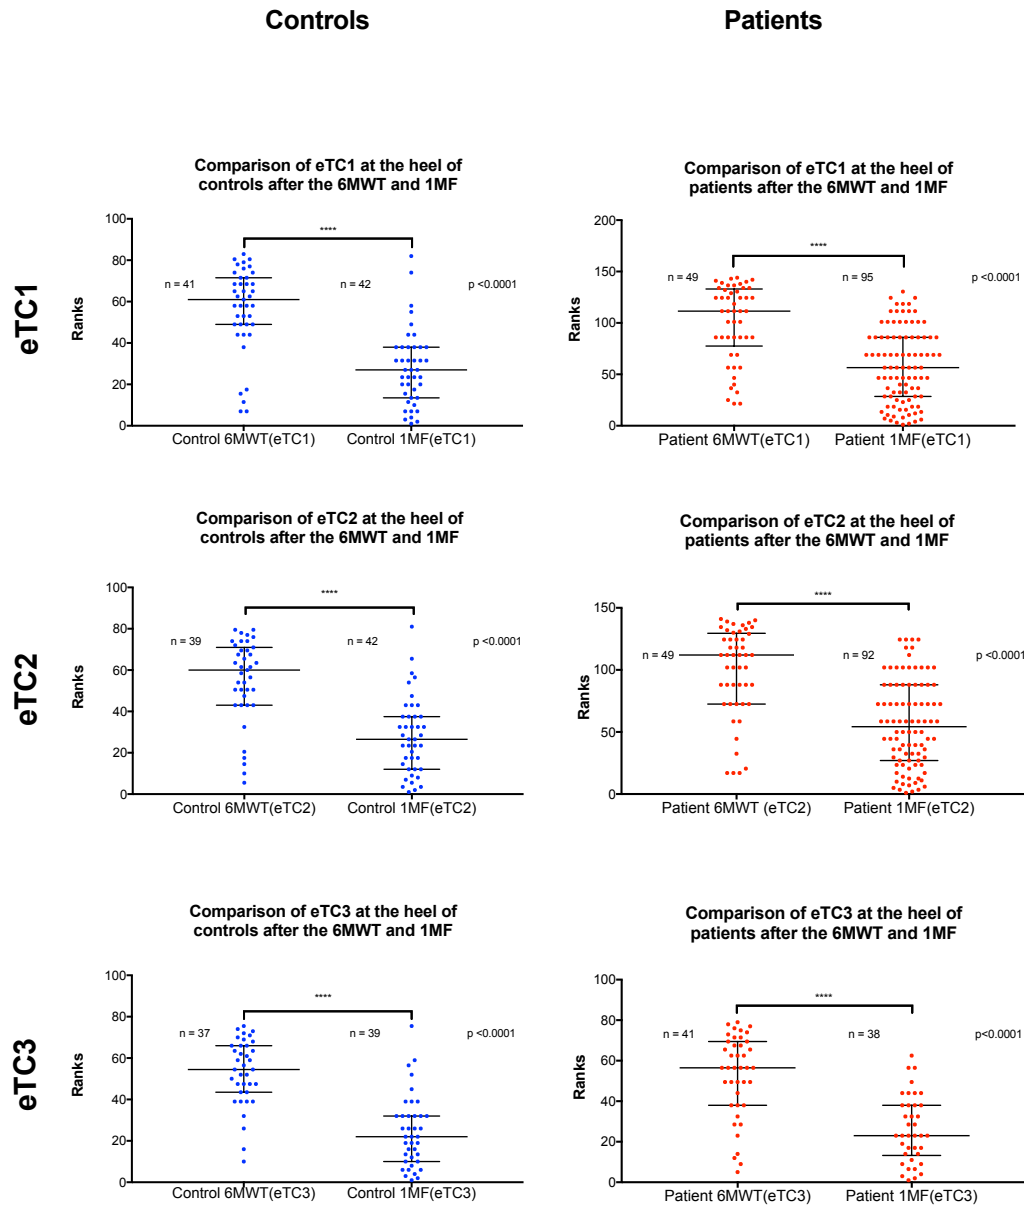 Controls
Patients
eTC1
Comparison of eTC1 at the heel of
controls after the 6MWT and 1MF
Ranks
100
80
60
40
20
0
****
n = 41
n = 42
p <0.0001
Control 6MWT(eTC1)
Control 1MF(eTC1)
Comparison of eTC1 at the heel of
patients after the 6MWT and 1MF
Ranks
200
150
100
50
0
****
n = 49
n = 95
p <0.0001
Patient 6MWT(eTC1)
Patient 1MF(eTC1)
eTC2
Comparison of eTC2 at the heel of
controls after the 6MWT and 1MF
Ranks
100
80
60
40
20
0
****
n = 39
n = 42
p <0.0001
Control 6MWT(eTC2)
Control 1MF(eTC2)
Comparison of eTC2 at the heel of
patients after the 6MWT and 1MF
Ranks
150
100
50
0
****
n = 49
n = 92
p <0.0001
Patient 6MWT (eTC2)
Patient 1MF(eTC2)
eTC3
Comparison of eTC3 at the heel of
controls after the 6MWT and 1MF
Ranks
100
80
60
40
20
0
****
n = 37
n = 39
p <0.0001
Control 6MWT(eTC3)
Control 1MF(eTC3)
Comparison of eTC3 at the heel of
patients after the 6MWT and 1MF
Ranks
100
80
60
40
20
0
****
n = 41
n = 38
p<0.0001
Patient 6MWT(eTC3)
Patient 1MF(eTC3)